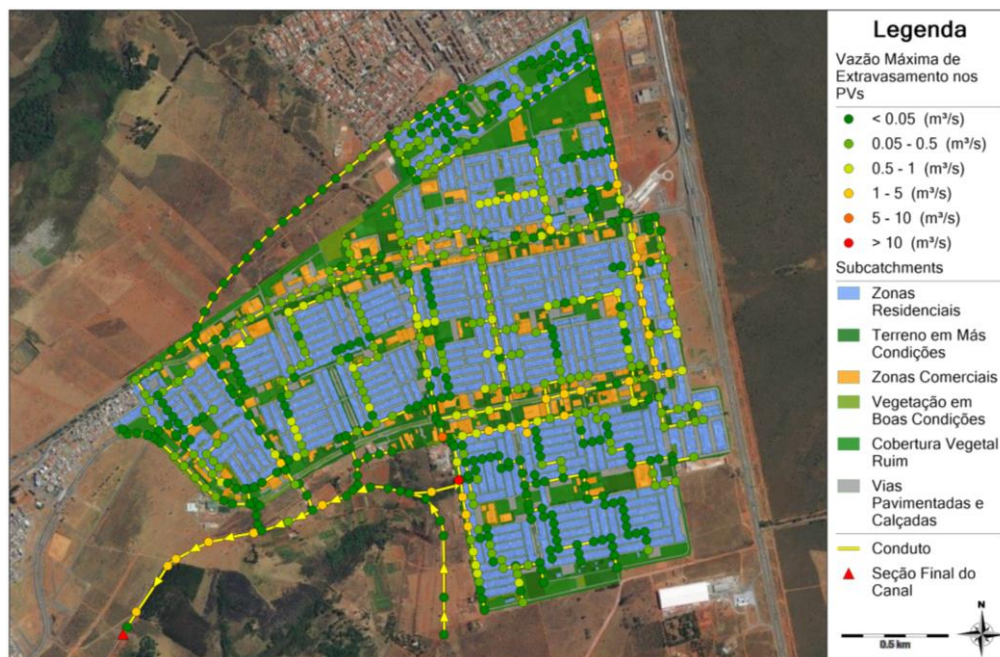 Legenda
Vazão Máxima de
Extravasamento nos
PVs
< 0.05 (m³/s)
0.05 - 0.5 (m³/s)
0.5 - 1 (m³/s)
1 - 5 (m³/s)
5 - 10 (m³/s)
> 10 (m³/s)
Subcatchments
Zonas
Residenciais
Terreno em Más
Condições
Zonas Comerciais
Vegetação em
Boas Condições
Cobertura Vegetal
Ruim
Vias
Pavimentadas e
Calçadas
Conduto
Seção Final do
Canal
N
0.5 km